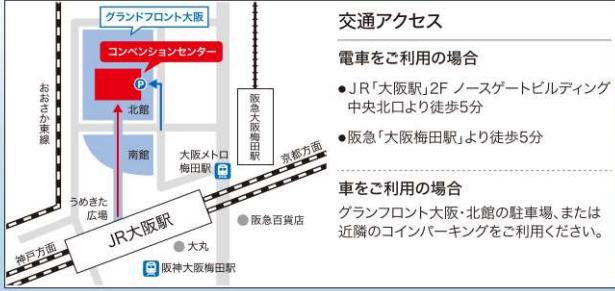 グランドフロント大阪
コンベンションセンター
P
北館
南館
おおさか東線
うめきた
広場
大阪メトロ
梅田駅
阪急大阪梅田駅
京都方面
神戸方面
JR大阪駅
阪急百貨店
大丸
阪神大阪梅田駅
交通アクセス
電車をご利用の場合
●JR「大阪駅」2F ノースゲートビルディング
中央北口より徒歩5分
●阪急「大阪梅田駅」より徒歩5分
車をご利用の場合
グランフロント大阪・北館の駐車場、または
近隣のコインパーキングをご利用ください。